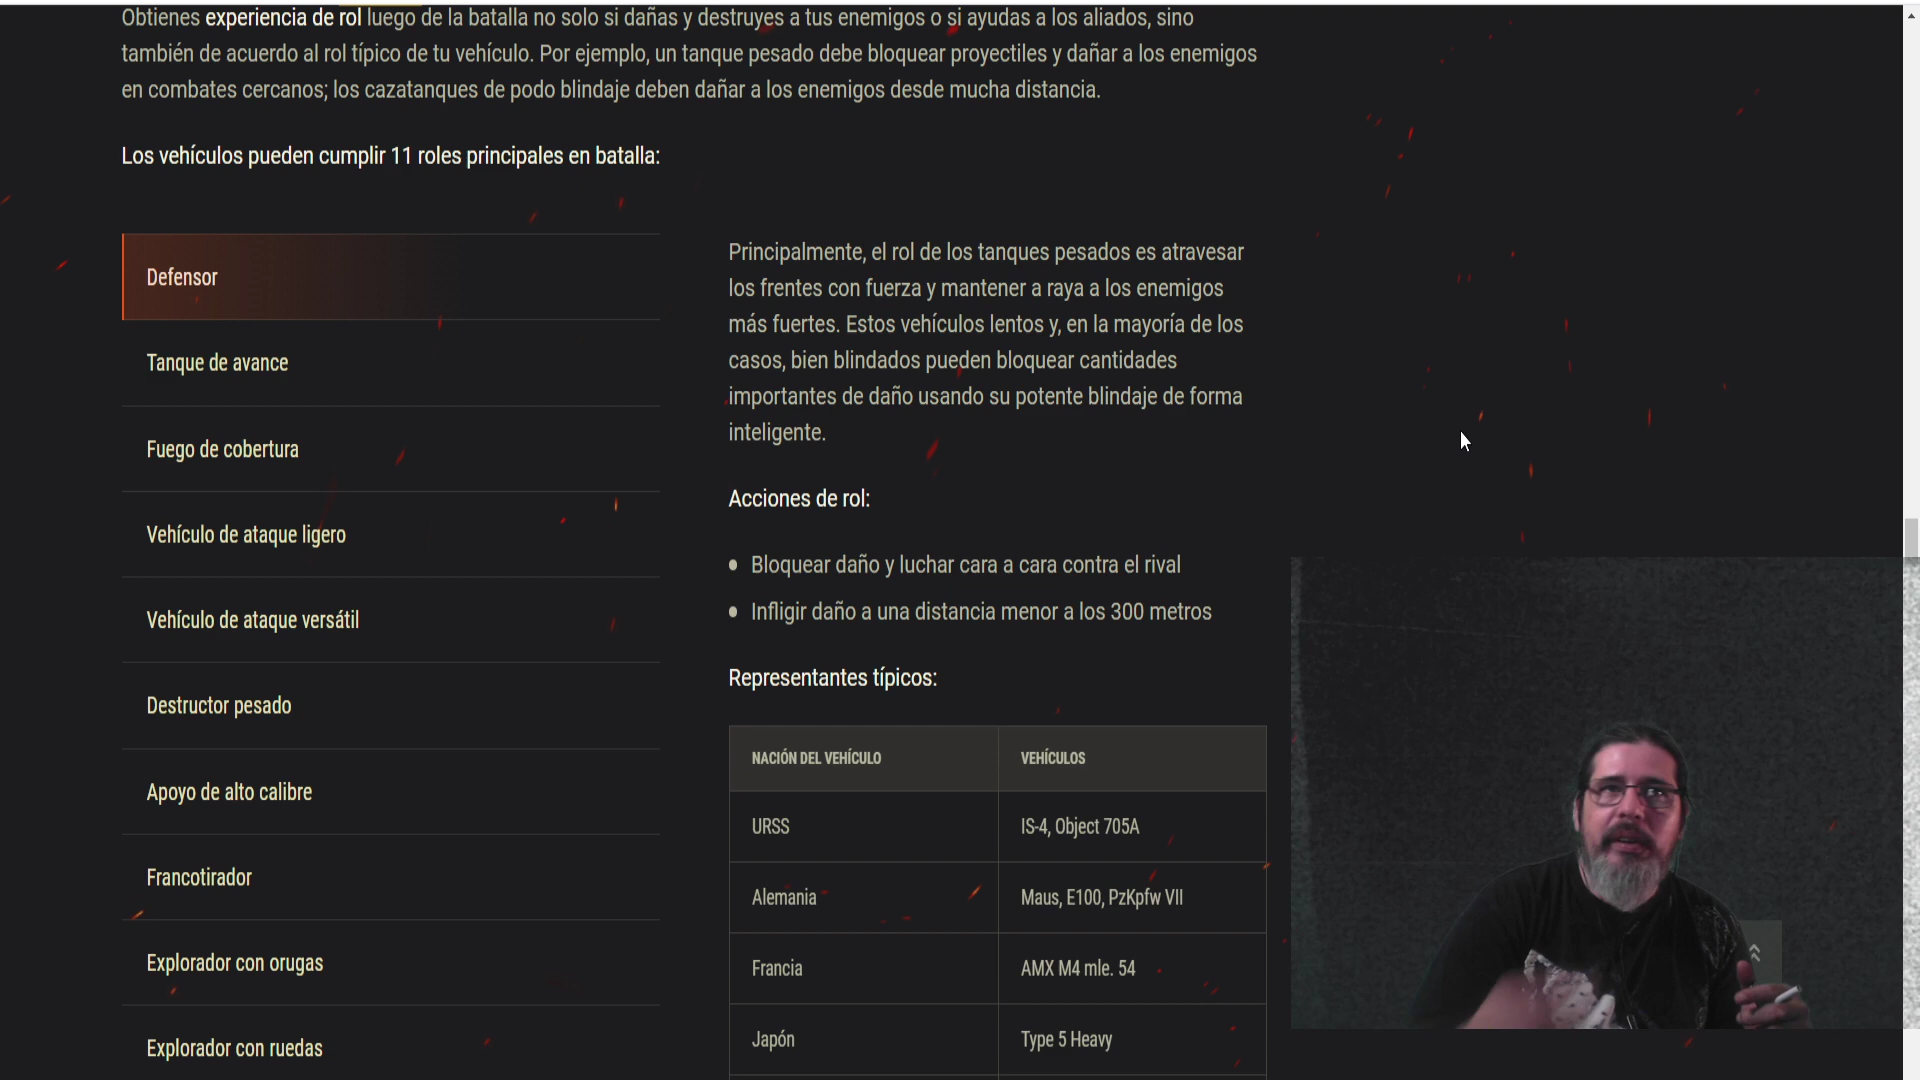 Obtienes experiencia de rol luego de la batalla no solo si dañas y destruyes a tus enemigos o si ayudas a los aliados, sino
también de acuerdo al rol típico de tu vehículo. Por ejemplo, un tanque pesado debe bloquear proyectiles y dañar a los enemigos
en combates cercanos; los cazatanques de podo blindaje deben dañar a los enemigos desde mucha distancia.
Los vehículos pueden cumplir 11 roles principales en batalla:
Defensor
Tanque de avance
Fuego de cobertura
Vehículo de ataque ligero
Vehículo de ataque versátil
Destructor pesado
Apoyo de alto calibre
Francotirador
Explorador con orugas
Explorador con ruedas
Principalmente, el rol de los tanques pesados es atravesar
los frentes con fuerza y mantener a raya a los enemigos
más fuertes. Estos vehículos lentos y, en la mayoría de los
casos, bien blindados pueden bloquear cantidades
importantes de daño usando su potente blindaje de forma
inteligente.
Acciones de rol:
Bloquear daño y luchar cara a cara contra el rival
Infligir daño a una distancia menor a los 300 metros
Representantes típicos:
NACIÓN DEL VEHÍCULO VEHÍCULOS
URSS IS-4, Object 705A
Alemania Maus, E100, PzKpfw VII
Francia AMX M4 mle. 54
Japón Type 5 Heavy